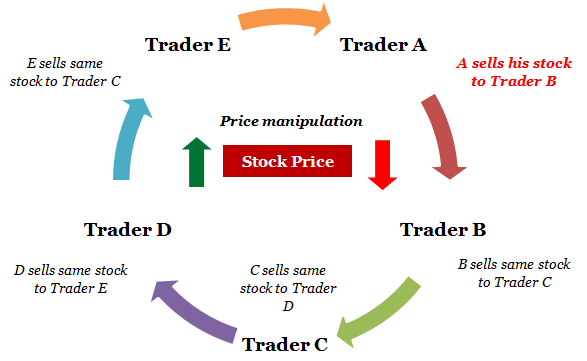 Trader E
Trader A
E sells same
stock to Trader C
A sells his stock
to Trader B
Price manipulation
Stock Price
Trader D
Trader B
D sells same stock
to Trader E
C sells same
stock to Trader
D
B sells same stock
to Trader C
Trader C